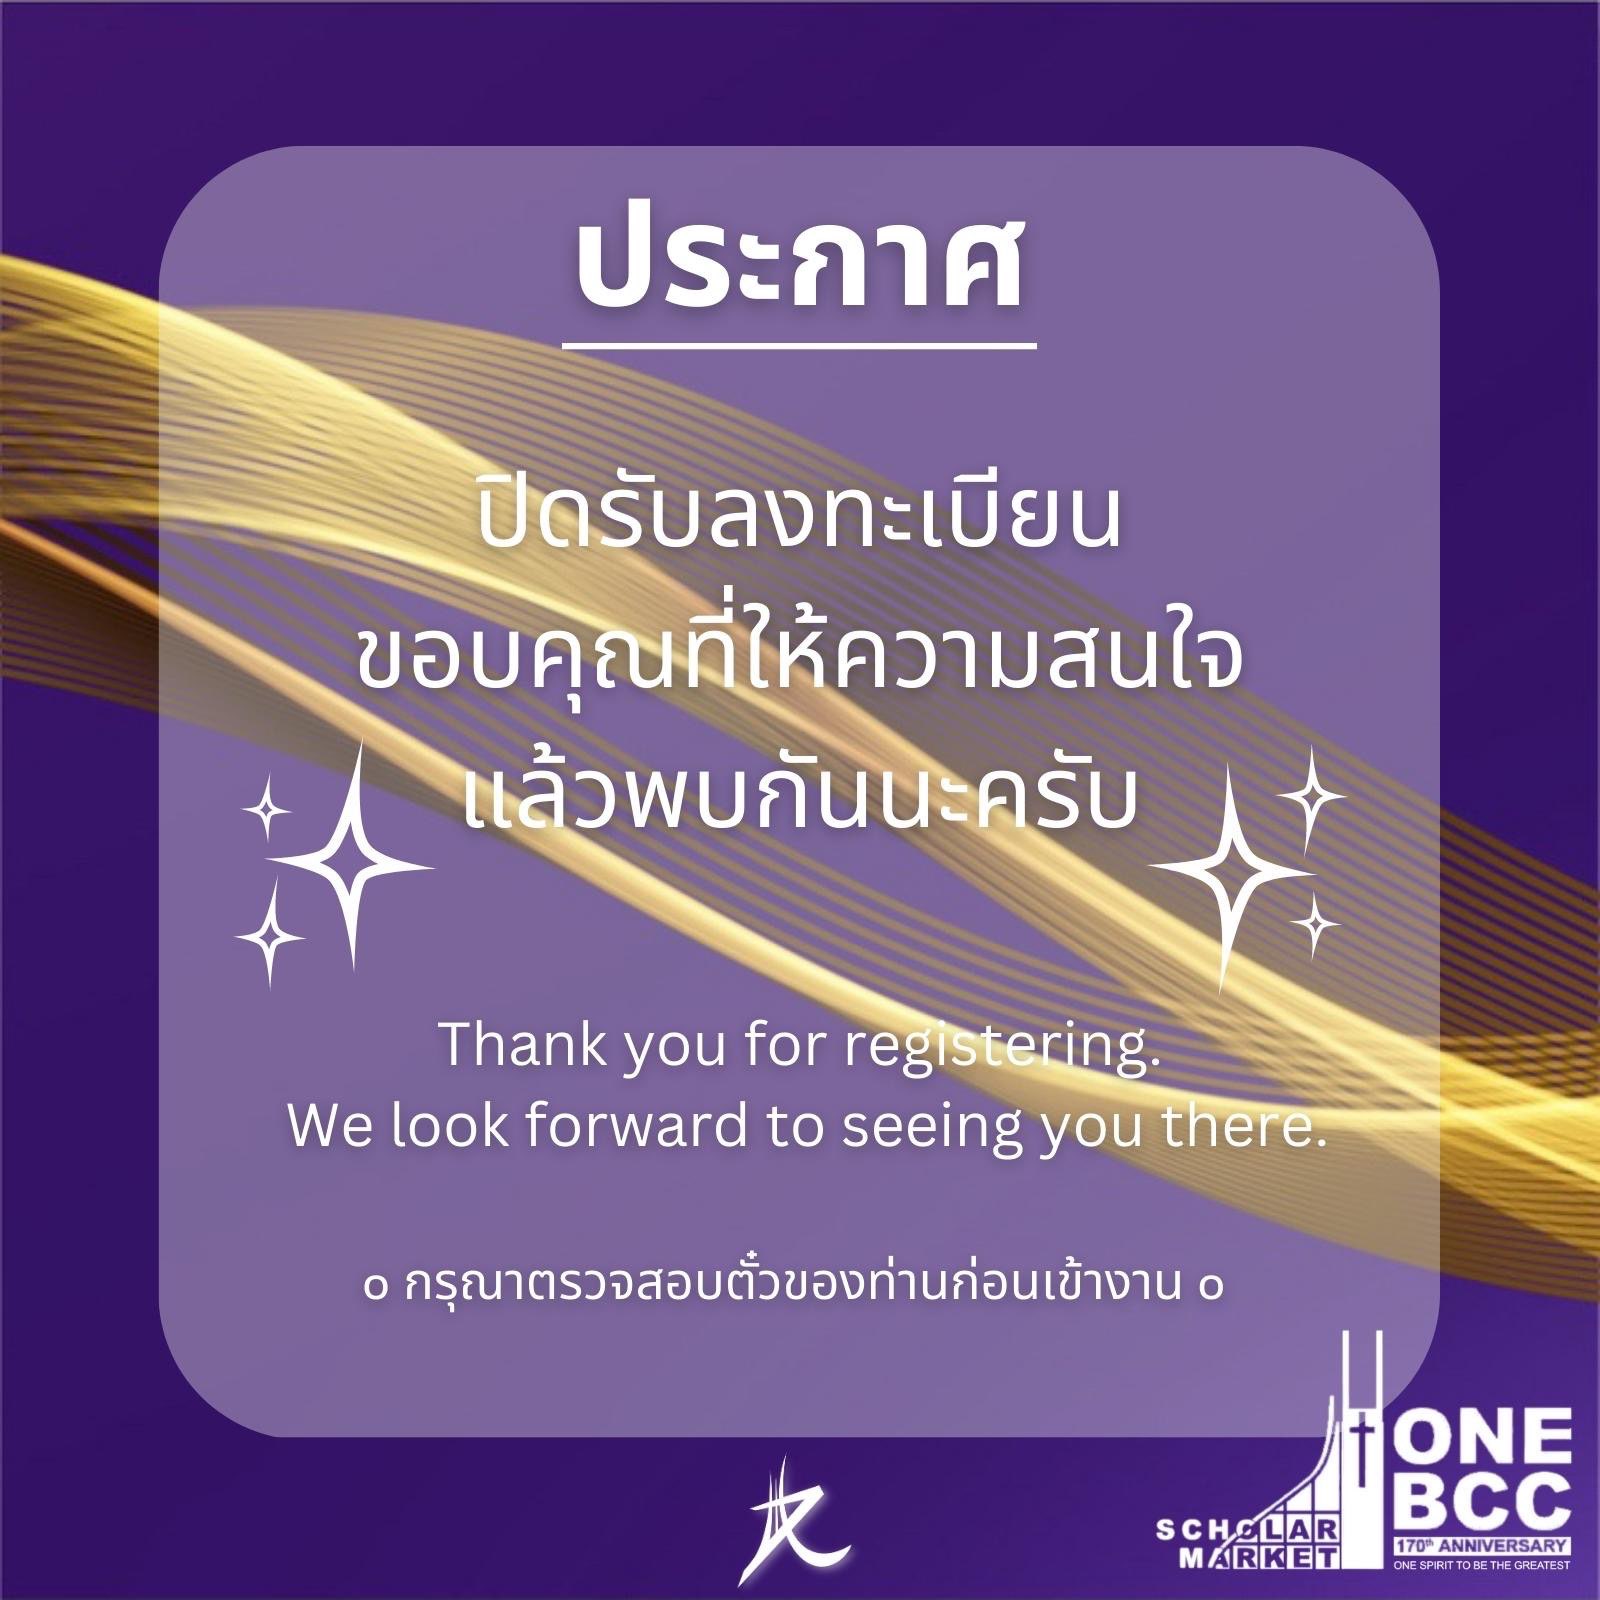 ประกาศ
ปิดรับลงทะเบียน
ขอบคุณที่ให้ความสนใจ
แล้วพบกันนะครับ
Thank you for registering.
We look forward to seeing you there.
o กรุณาตรวจสอบตั๋วของท่านก่อนเข้างาน o
SCHOLAR
MARKET
ONE
BCC
170th ANNIVERSARY
ONE SPIRIT TO BE THE GREATEST